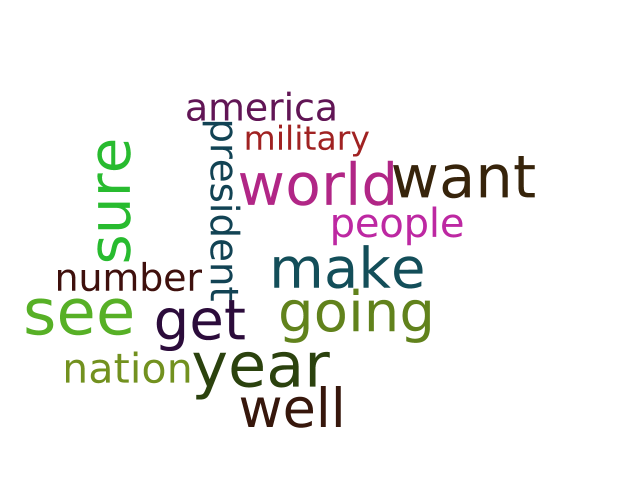 america
military
president
sure
world
want
people
make
number
see
get
going
nation
year
well